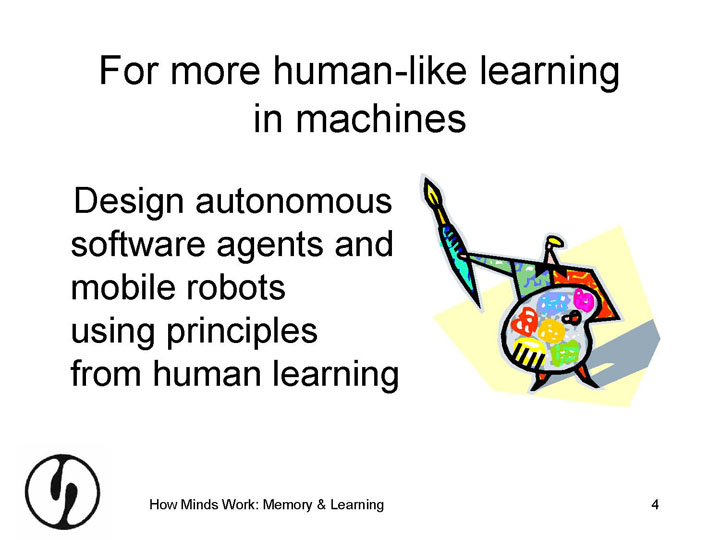 For more human-like learning
in machines
Design autonomous
software agents and
mobile robots
using principles
from human learning
How Minds Work: Memory & Learning
4